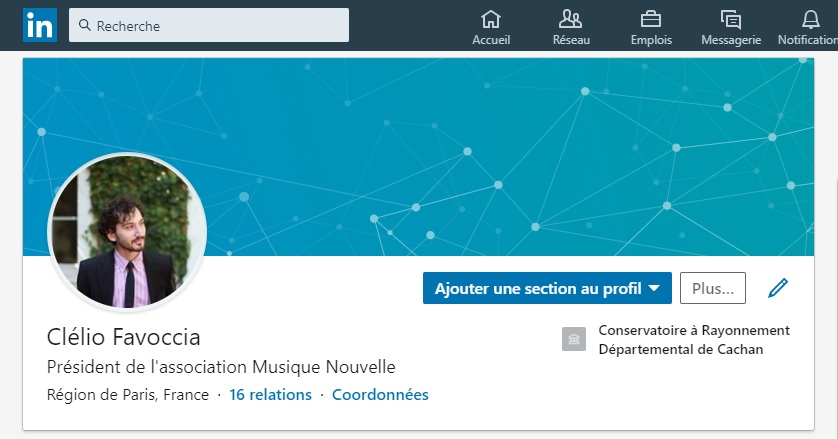 in
Recherche
Accueil
Réseau
Emplois
Messagerie
Notification
Ajouter une section au profil
Plus...
Clélio Favoccia
Conservatoire à Rayonnement
Départemental de Cachan
Président de l'association Musique Nouvelle
Région de Paris, France · 16 relations · Coordonnées